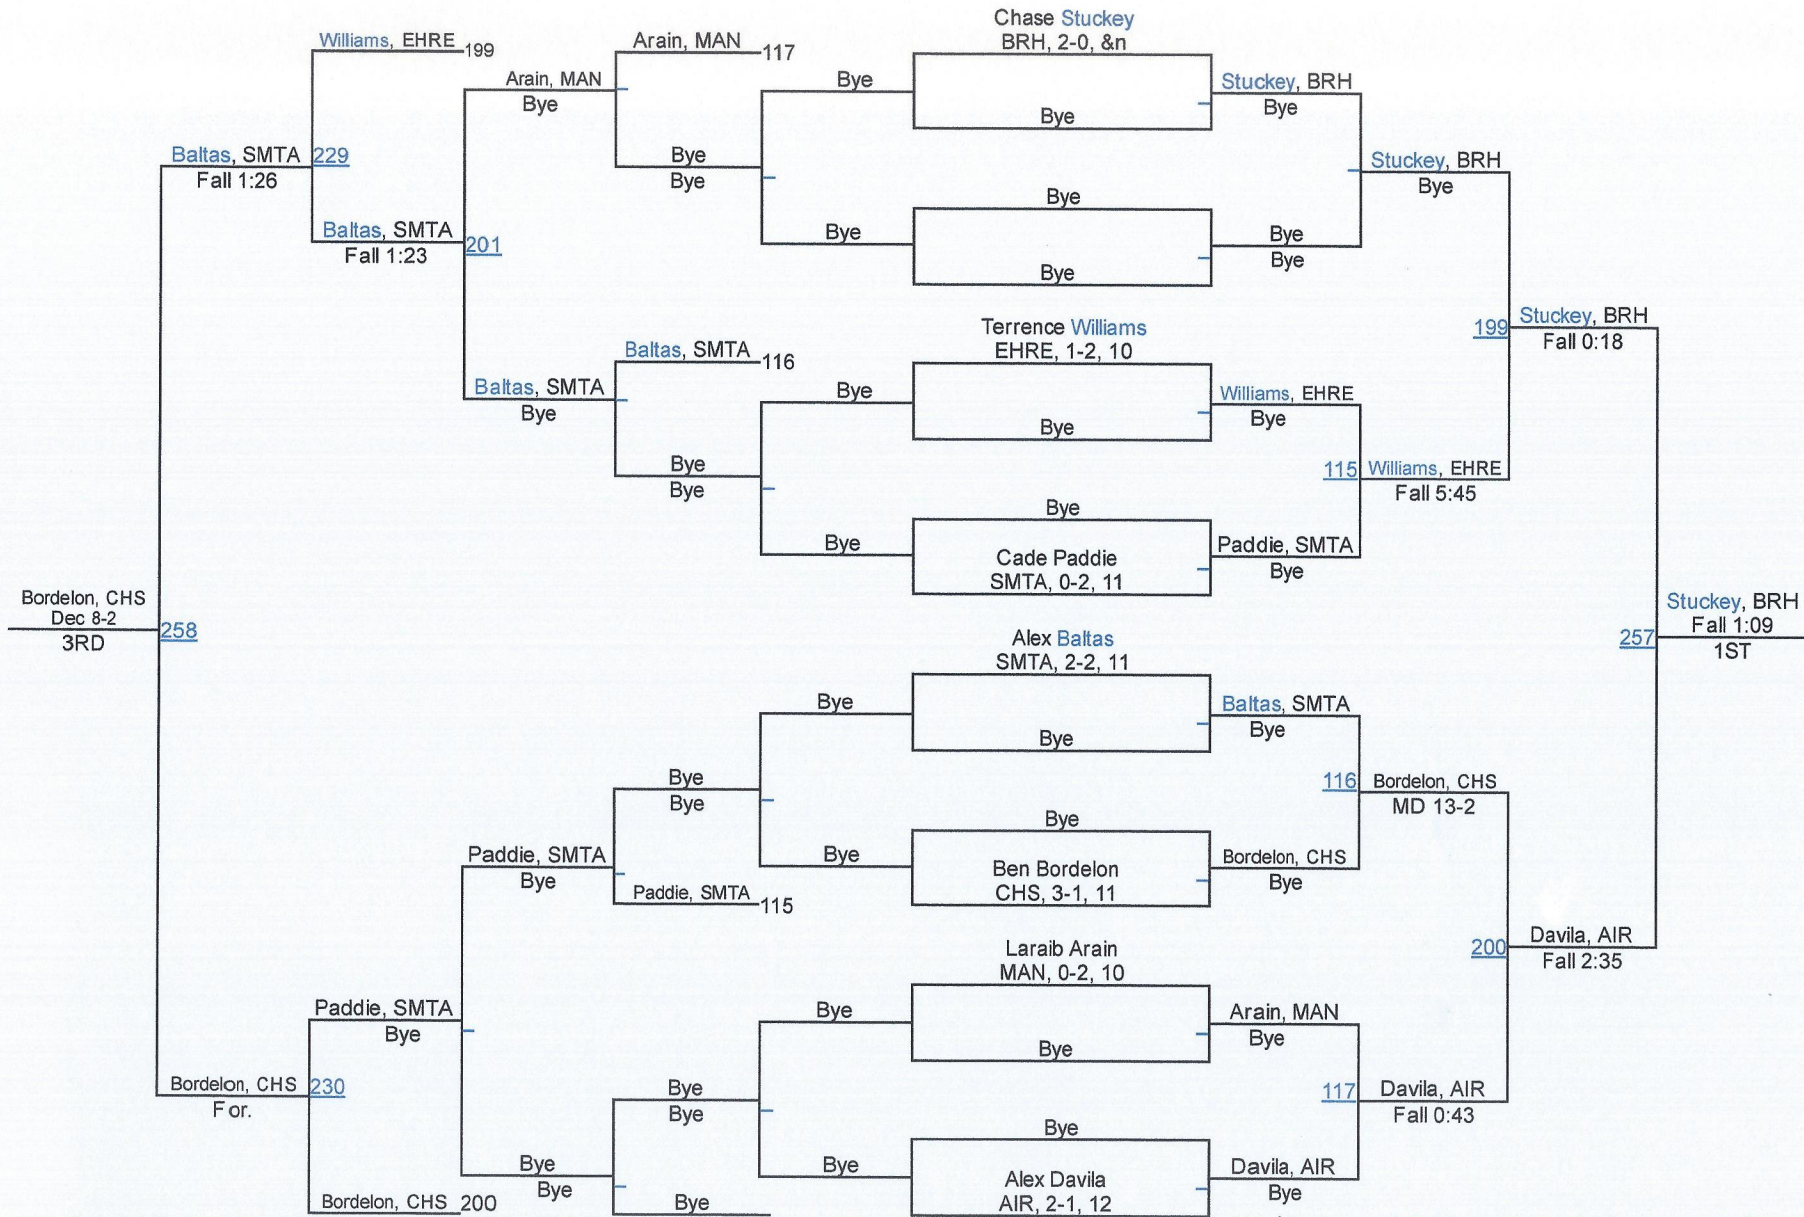 Chase Stuckey
Williams, EHRE 199
Arain, MAN 117
BRH, 2-0, &n
Arain, MAN
Bye
Bye
Stuckey, BRH
Bye
Bye
Baltas, SMTA 229
Fall 1:26
Bye
Bye
Stuckey, BRH
Bye
Bye
Baltas, SMTA
Fall 1:23
201
Bye
Bye
Bye
Bye
Terrence Williams
EHRE, 1-2, 10
199 Stuckey, BRH
Fall 0:18
Baltas, SMTA 116
Baltas, SMTA
Bye
Bye
Bye
Williams, EHRE
Bye
Bye
Bye
115 Williams, EHRE
Fall 5:45
Bye
Bye
Cade Paddie
SMTA, 0-2, 11
Paddie, SMTA
Bye
Bordelon, CHS
Dec 8-2
3RD
258
Alex Baltas
SMTA, 2-2, 11
257
Stuckey, BRH
Fall 1:09
1ST
Bye
Bye
Baltas, SMTA
Bye
Bye
Bye
116 Bordelon, CHS
MD 13-2
Paddie, SMTA
Bye
Paddie, SMTA 115
Bye
Bye
Ben Bordelon
CHS, 3-1, 11
Bordelon, CHS
Bye
Laraib Arain
MAN, 0-2, 10
200 Davila, AIR
Fall 2:35
Paddie, SMTA
Bye
Bye
Bye
Arain, MAN
Bye
Bordelon, CHS 230
For.
Bye
Bye
117 Davila, AIR
Fall 0:43
Bye
Bye
Bye
Bye
Alex Davila
AIR, 2-1, 12
Davila, AIR
Bye
Bordelon, CHS 200
Bye